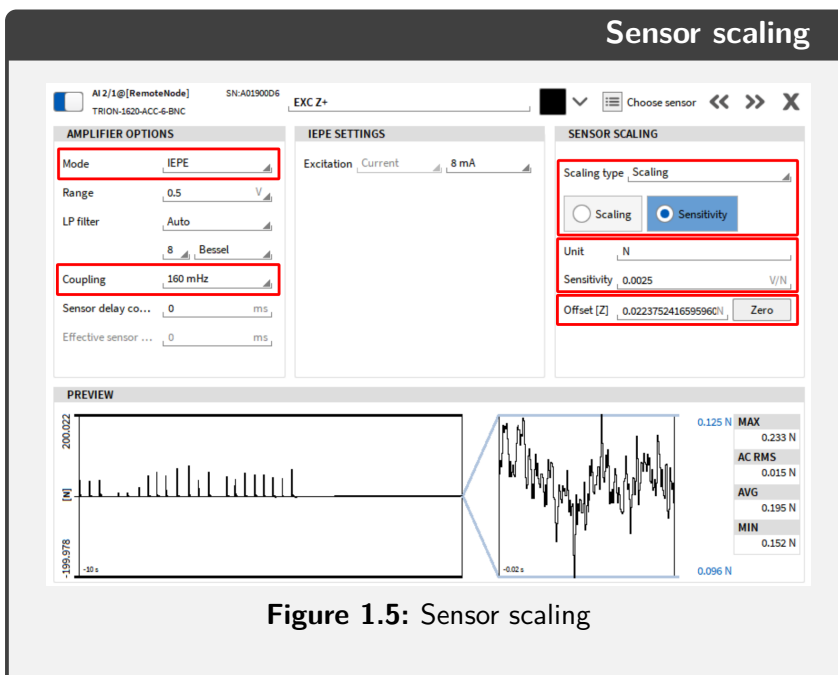 Sensor scaling
AI 2/1@[RemoteNode] SN:A01900D6
TRION-1620-ACC-6-BNC
EXC Z+
Choose sensor
AMPLIFIER OPTIONS
Mode IEPE
Range 0.5 V
LP filter Auto
8 Bessel
Coupling 160 mHz
Sensor delay co... 0 ms
Effective sensor ... 0 ms
IEPE SETTINGS
Excitation Current 8 mA
SENSOR SCALING
Scaling type Scaling
Scaling Sensitivity
Unit N
Sensitivity 0.0025 V/N
Offset [Z] 0.0223752416595960 N Zero
PREVIEW
200.022
[N]
-199.978
-10 s
-0.02 s
0.125 N
0.096 N
MAX
0.233 N
AC RMS
0.015 N
AVG
0.195 N
MIN
0.152 N
Figure 1.5: Sensor scaling